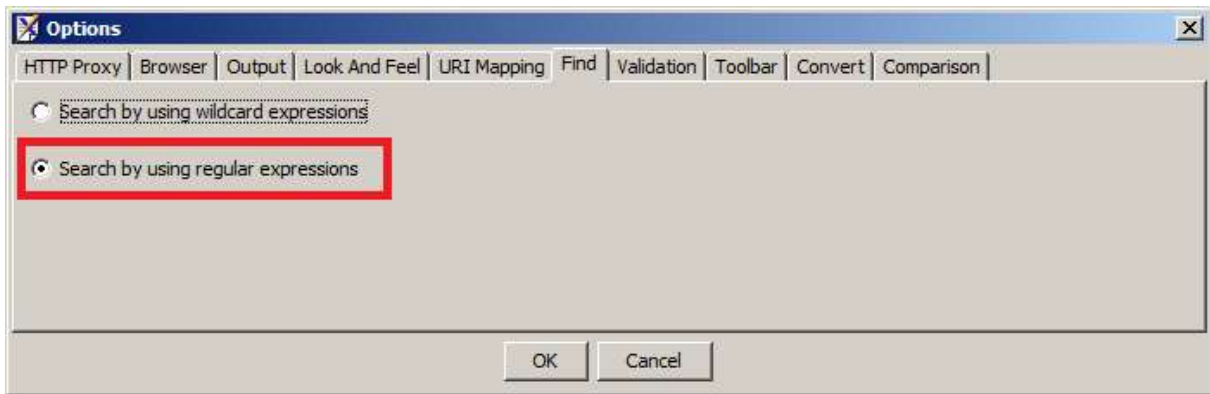 Options
HTTP Proxy Browser Output Look And Feel URI Mapping Find Validation Toolbar Convert Comparison
Search by using wildcard expressions
Search by using regular expressions
OK Cancel